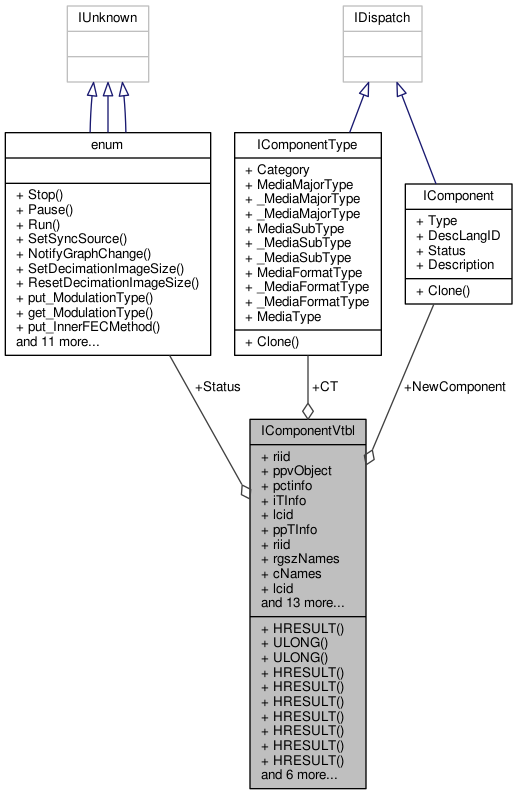 IUnknown
IDispatch
enum
+ Stop()
+ Pause()
+ Run()
+ SetSyncSource()
+ NotifyGraphChange()
+ SetDecimationImageSize()
+ ResetDecimationImageSize()
+ put_ModulationType()
+ get_ModulationType()
+ put_InnerFECMethod()
and 11 more...
IComponentType
+ Category
+ MediaMajorType
+ _MediaMajorType
+ _MediaMajorType
+ MediaSubType
+ _MediaSubType
+ _MediaSubType
+ MediaFormatType
+ _MediaFormatType
+ _MediaFormatType
+ MediaType
+ Clone()
IComponent
+ Type
+ DescLangID
+ Status
+ Description
+ Clone()
+Status
+CT
+NewComponent
IComponentVtbl
+ riid
+ ppvObject
+ pctinfo
+ iTInfo
+ lcid
+ ppTInfo
+ riid
+ rgszNames
+ cNames
+ lcid
and 13 more...
+ HRESULT()
+ ULONG()
+ ULONG()
+ HRESULT()
+ HRESULT()
+ HRESULT()
+ HRESULT()
+ HRESULT()
+ HRESULT()
+ HRESULT()
and 6 more...